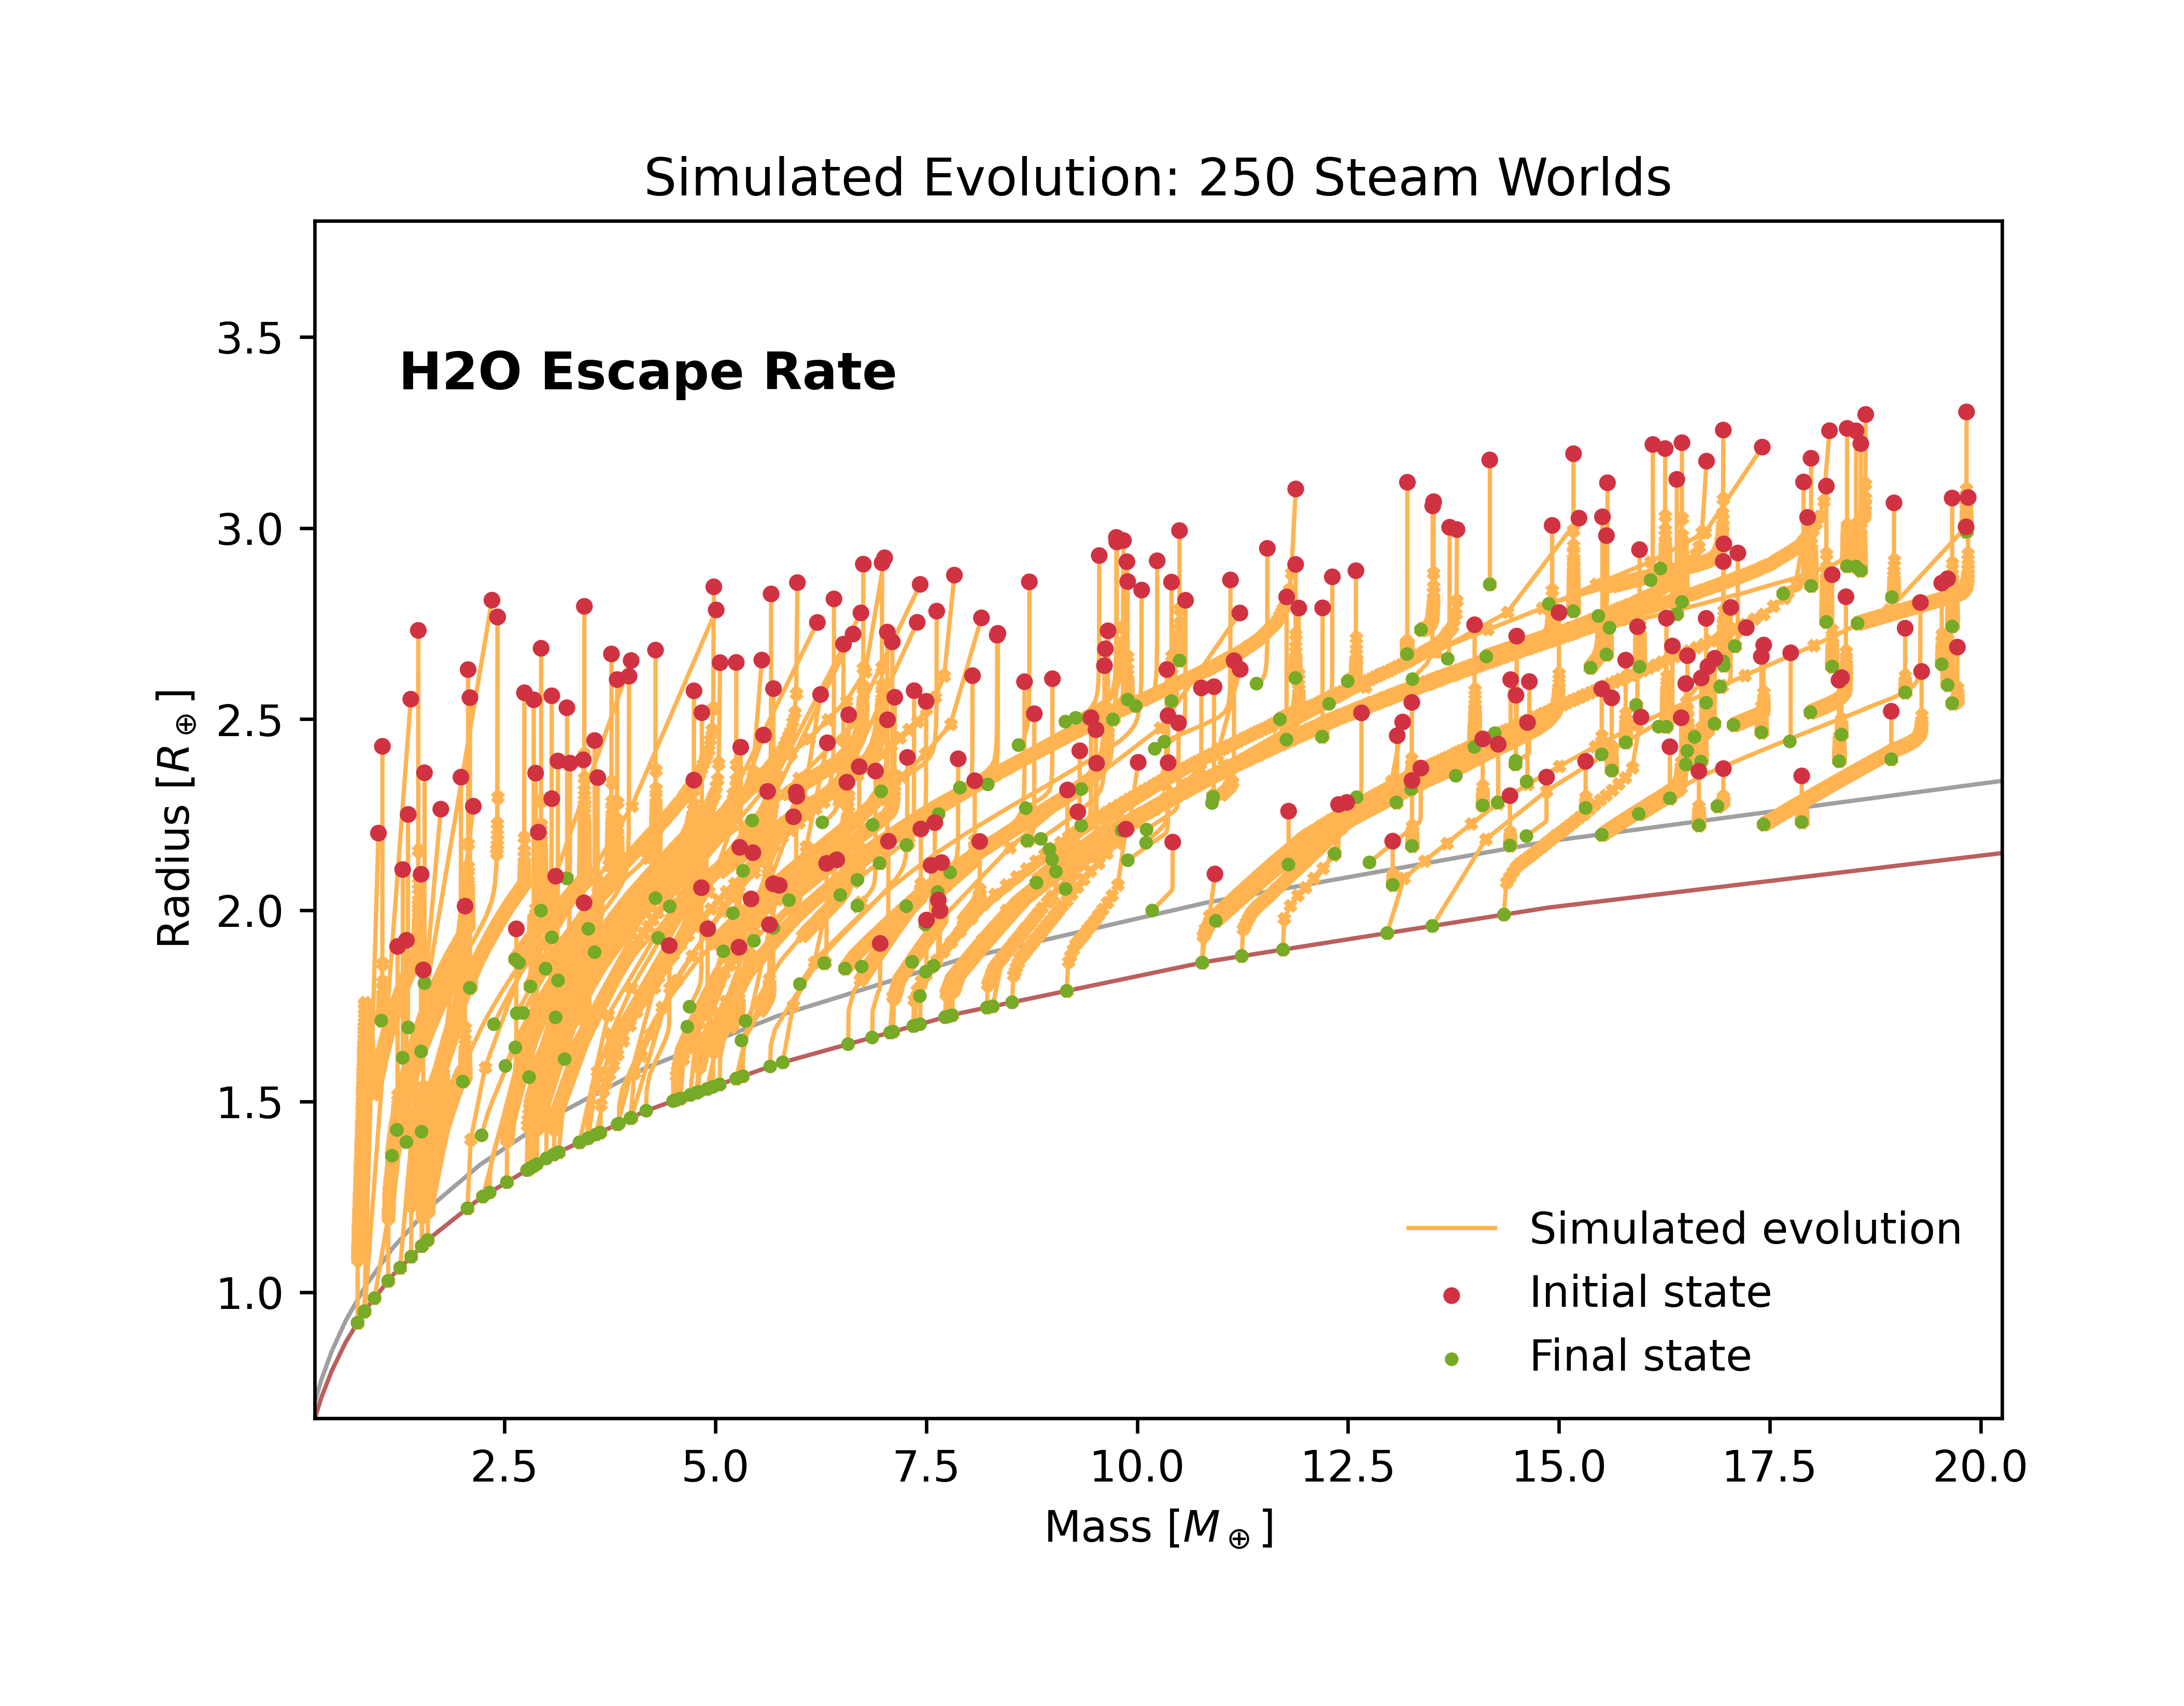 Simulated Evolution: 250 Steam Worlds
H2O Escape Rate
Radius [R⊕]
3.5
3.0
2.5
2.0
1.5
1.0
Simulated evolution
Initial state
Final state
2.5 5.0 7.5 10.0 12.5 15.0 17.5 20.0
Mass [M⊕]